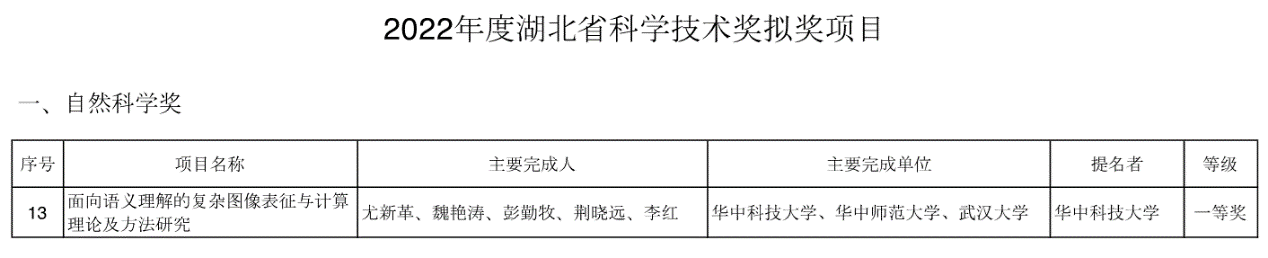 2022年度湖北省科学技术奖拟奖项目
一、自然科学奖
序号 项目名称 主要完成人 主要完成单位 提名者 等级
13 面向语义理解的复杂图像表征与计算 尤新革、魏艳涛、彭勤牧、荆晓远、李红 华中科技大学、华中师范大学、武汉大学 华中科技大学 一等奖
理论及方法研究